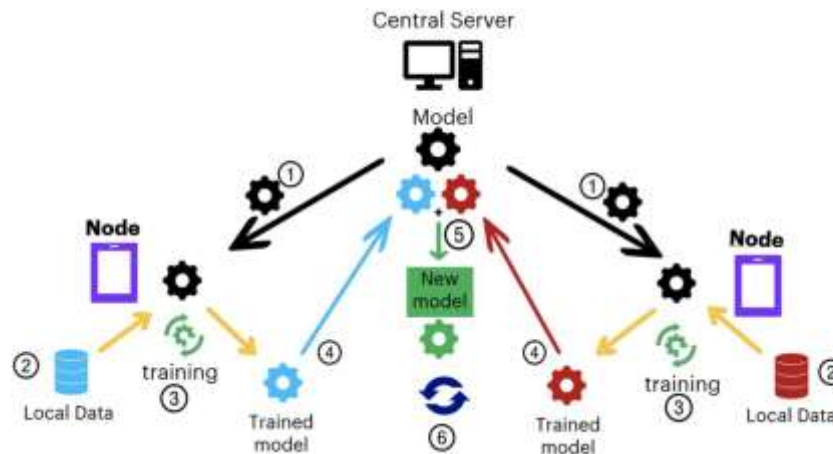 Central Server
Model
① ①
Node Node
⑤
New
model
② ④ ④ ②
training training
③ ③
Local Data Local Data
Trained
model
Trained
model
⑥